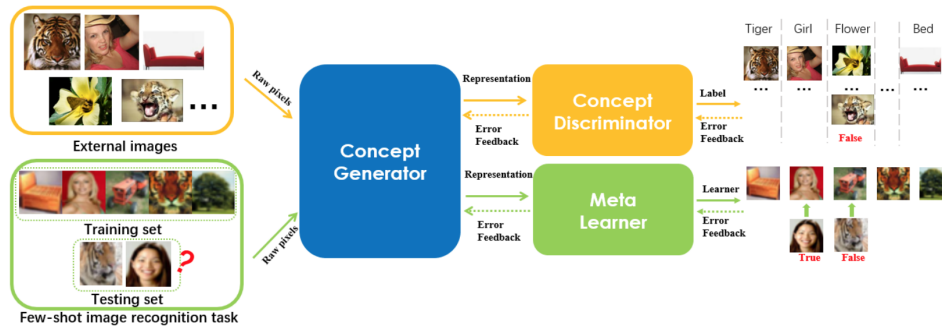 Tiger Girl Flower Bed
Raw pixels
Representation
Error
Feedback
Concept
Discriminator
Label
Error
Feedback
...
...
...
...
...
...
False
External images
Concept
Generator
Training set
Testing set
?
Few-shot image recognition task
Raw pixels
Representation
Error
Feedback
Meta
Learner
Learner
Error
Feedback
True
False